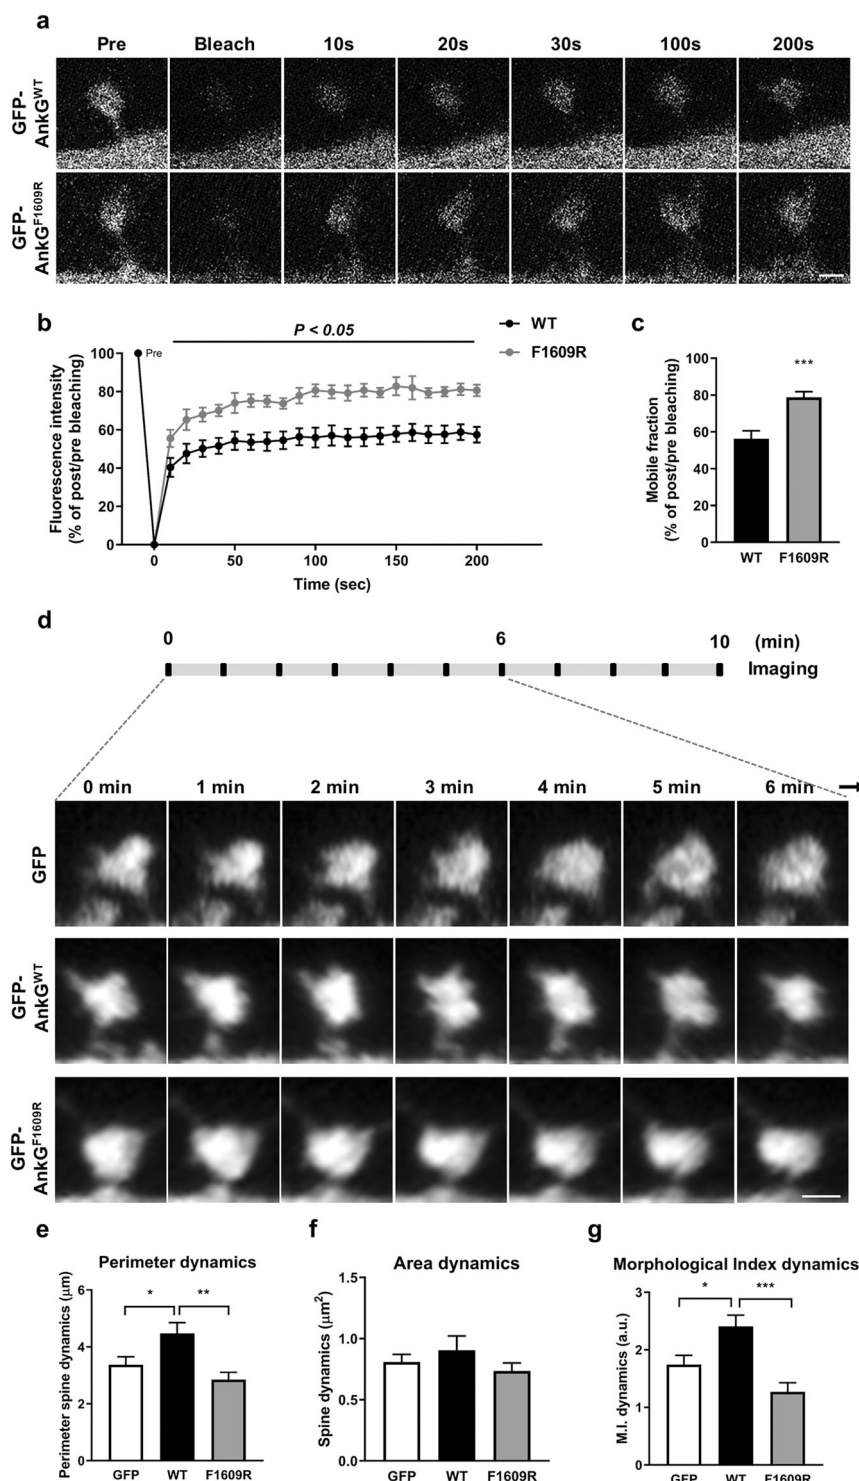 a
Pre Bleach 10s 20s 30s 100s 200s
GFP-
AnkG^WT
GFP-
AnkG^F1609R
b
P < 0.05
WT
F1609R
Pre
Fluorescence intensity
(% of post/pre bleaching)
100
80
60
40
20
0
0 50 100 150 200
Time (sec)
c
***
Mobile fraction
(% of post/pre bleaching)
100
80
60
40
20
0
WT F1609R
d
0 6 10 (min)
Imaging
0 min 1 min 2 min 3 min 4 min 5 min 6 min
GFP
GFP-
AnkG^WT
GFP-
AnkG^F1609R
e
Perimeter dynamics
Perimeter spine dynamics (μm)
6
4
2
0
* **
GFP WT F1609R
f
Area dynamics
Spine dynamics (μm²)
1.5
1.0
0.5
0.0
GFP WT F1609R
g
Morphological Index dynamics
M.I. dynamics (a.u.)
3
2
1
0
* ***
GFP WT F1609R